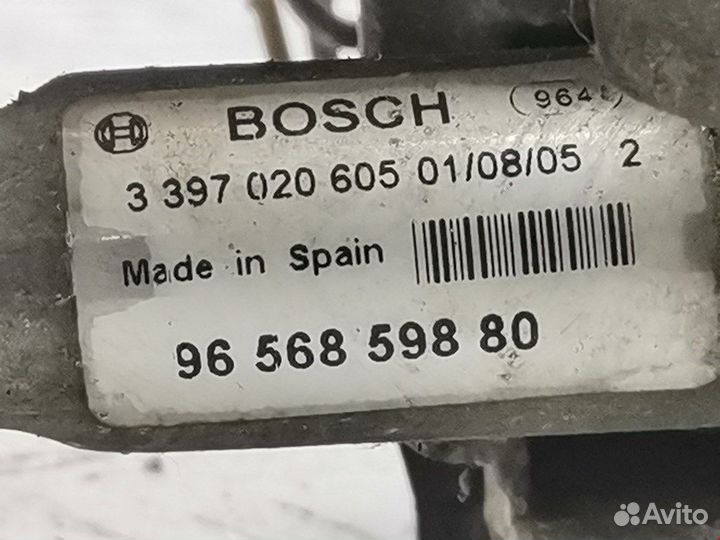 BOSCH
3 397 020 605 01/08/05 2
Made in Spain
96 568 598 80
Avito